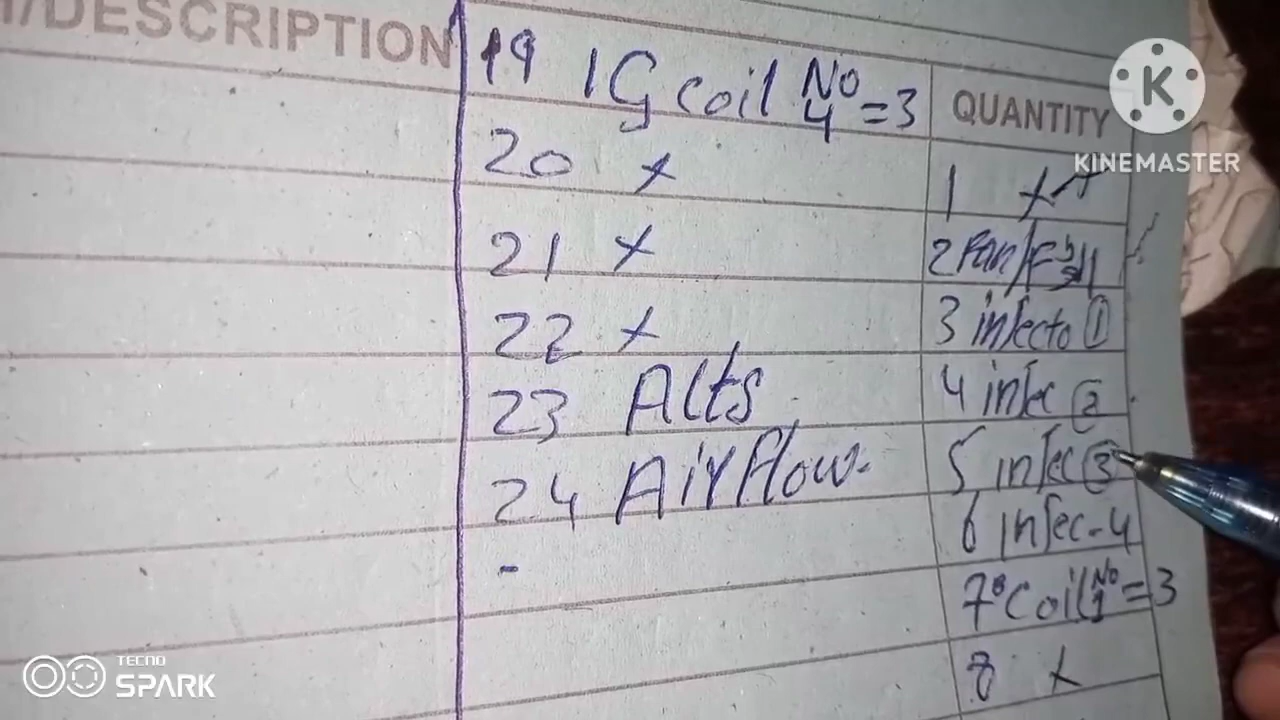 /DESCRIPTION
19 IG coil No 4 =3
20 x
21 x
22 x
23 Alts
24 Airflow
-
QUANTITY
1 x
2 Fan/
3 injecto ①
4 injec ②
5 injec ③
6 injec-4
7 Coil No 1 =3
8 x
K
KINEMASTER
TECNO
SPARK